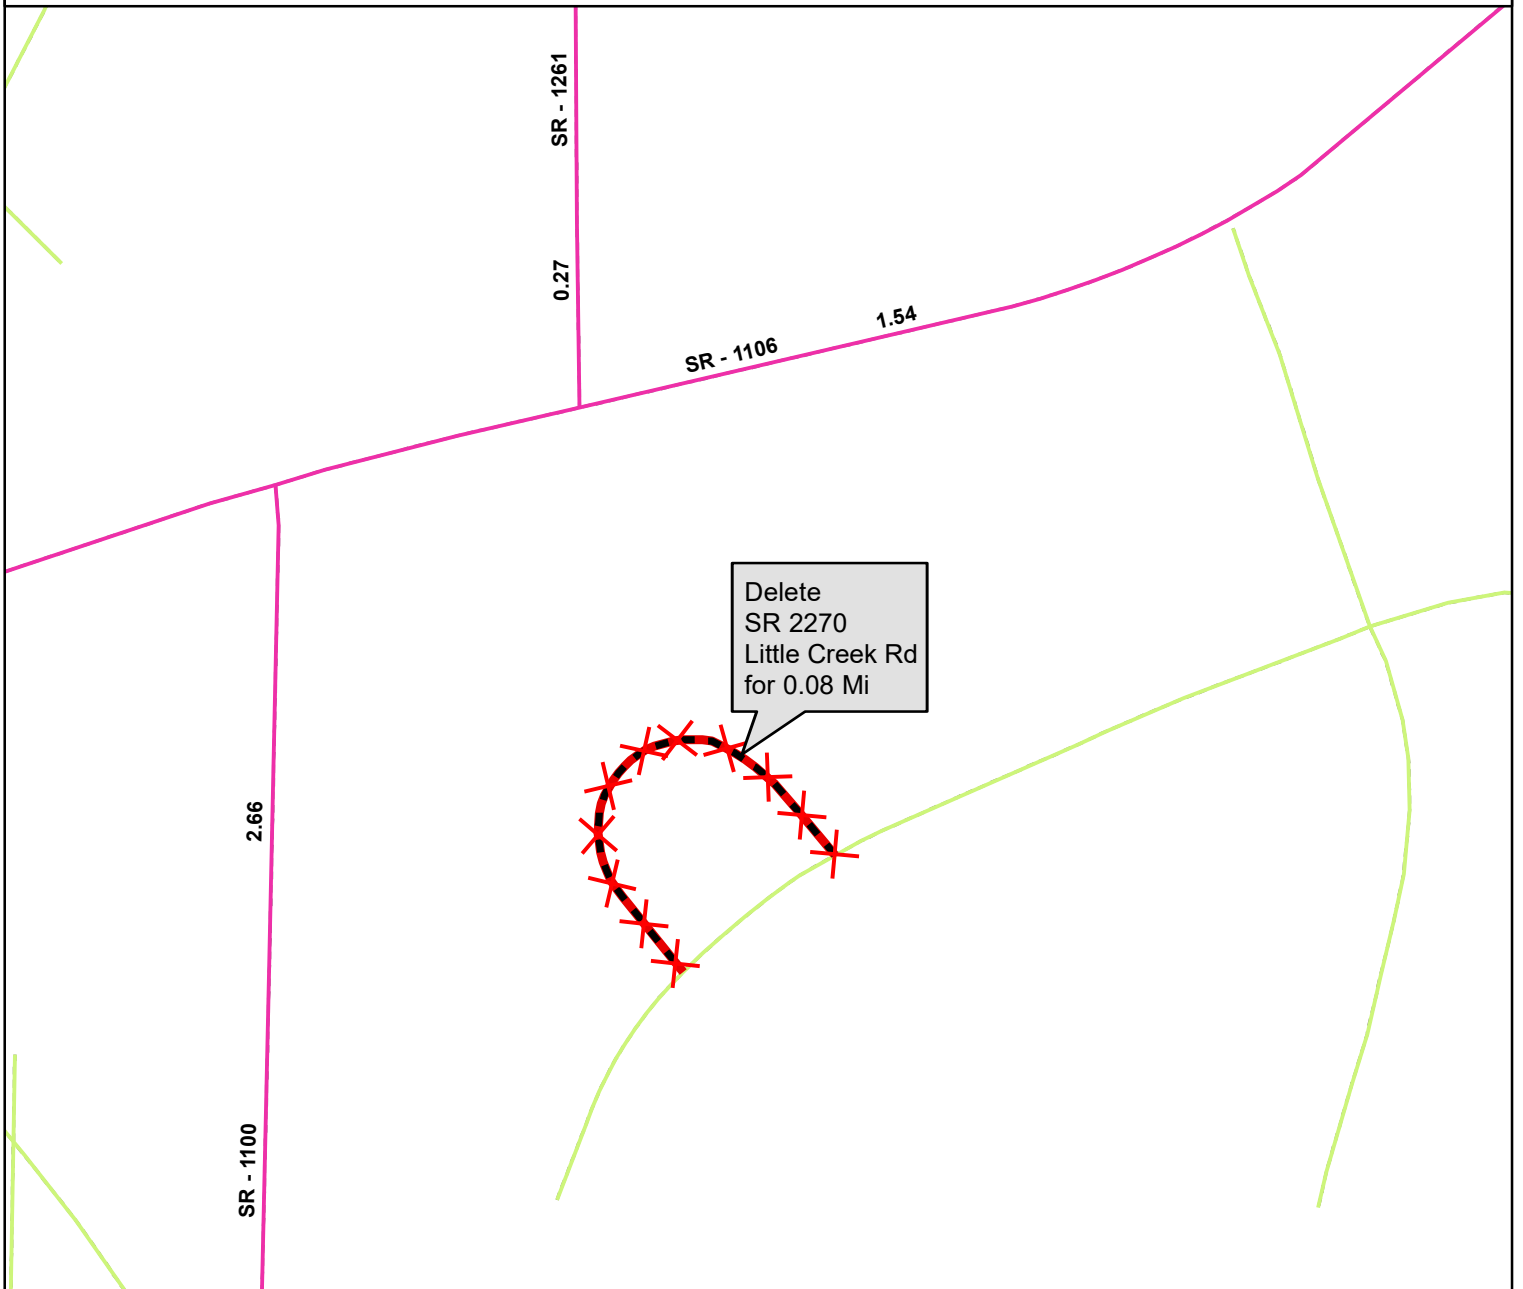 SR - 1261
0.27
1.54
SR - 1106
Delete
SR 2270
Little Creek Rd
for 0.08 Mi
2.66
SR - 1100